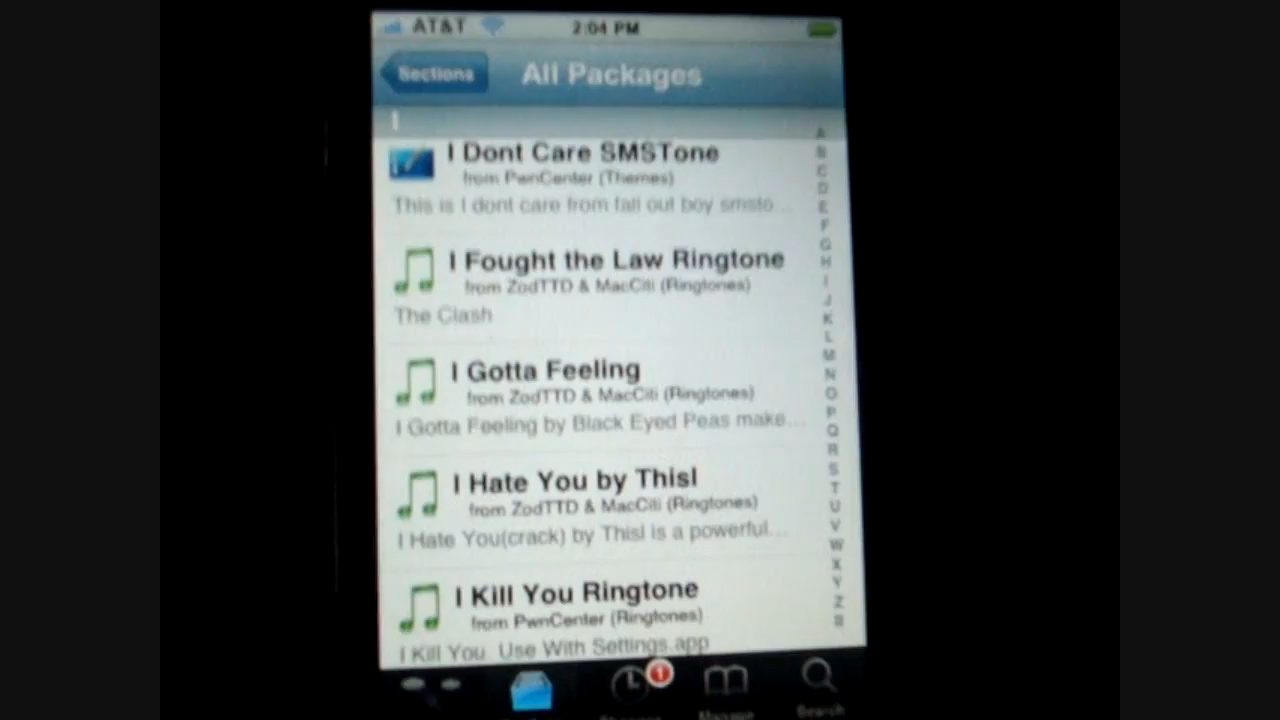 AT&T 2:04 PM
Sections All Packages
I
I Dont Care SMSTone
from PwnCenter (Themes)
This is I dont care from fall out boy smsto...
I Fought the Law Ringtone
from ZodTTD & MacCiti (Ringtones)
The Clash
I Gotta Feeling
from ZodTTD & MacCiti (Ringtones)
I Gotta Feeling by Black Eyed Peas make...
I Hate You by Thisl
from ZodTTD & MacCiti (Ringtones)
I Hate You(crack) by Thisl is a powerful...
I Kill You Ringtone
from PwnCenter (Ringtones)
I Kill You Use With Settings.app
A
B
C
D
E
F
G
H
I
J
K
L
M
N
O
P
Q
R
S
T
U
V
W
X
Y
Z
#
1
Manage Search